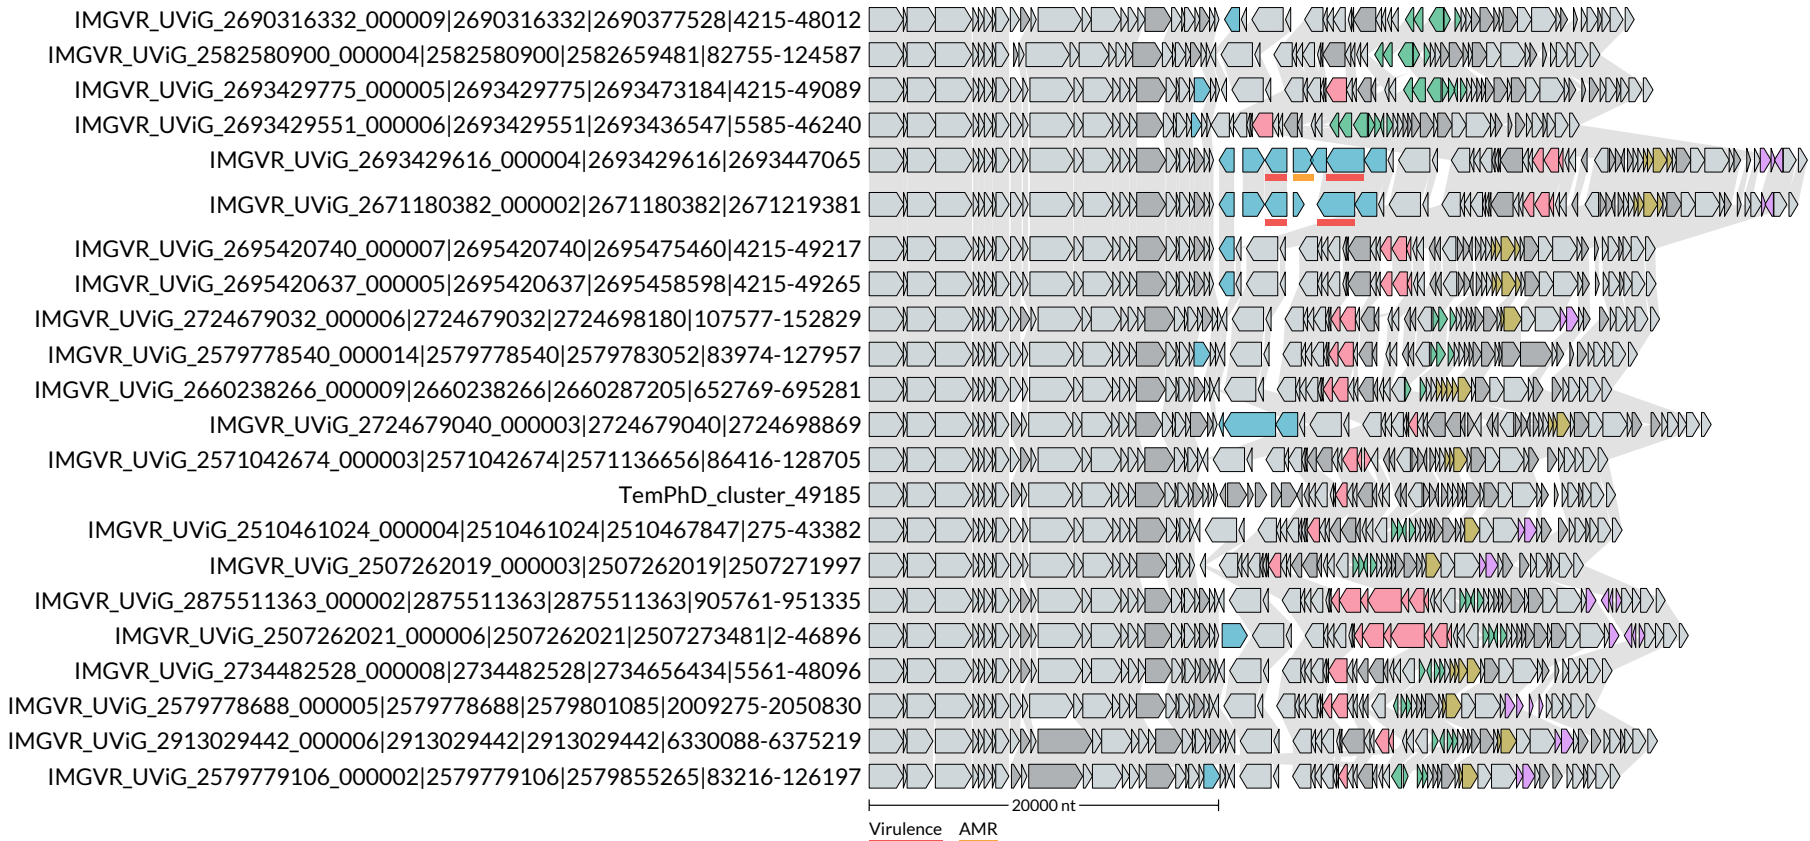 IMGVR_UViG_2690316332_000009|2690316332|2690377528|4215-48012
IMGVR_UViG_2582580900_000004|2582580900|2582659481|82755-124587
IMGVR_UViG_2693429775_000005|2693429775|2693473184|4215-49089
IMGVR_UViG_2693429551_000006|2693429551|2693436547|5585-46240
IMGVR_UViG_2693429616_000004|2693429616|2693447065
IMGVR_UViG_2671180382_000002|2671180382|2671219381
IMGVR_UViG_2695420740_000007|2695420740|2695475460|4215-49217
IMGVR_UViG_2695420637_000005|2695420637|2695458598|4215-49265
IMGVR_UViG_2724679032_000006|2724679032|2724698180|107577-152829
IMGVR_UViG_2579778540_000014|2579778540|2579783052|83974-127957
IMGVR_UViG_2660238266_000009|2660238266|2660287205|652769-695281
IMGVR_UViG_2724679040_000003|2724679040|2724698869
IMGVR_UViG_2571042674_000003|2571042674|2571136656|86416-128705
TemPhD_cluster_49185
IMGVR_UViG_2510461024_000004|2510461024|2510467847|275-43382
IMGVR_UViG_2507262019_000003|2507262019|2507271997
IMGVR_UViG_2875511363_000002|2875511363|2875511363|905761-951335
IMGVR_UViG_2507262021_000006|2507262021|2507273481|2-46896
IMGVR_UViG_2734482528_000008|2734482528|2734656434|5561-48096
IMGVR_UViG_2579778688_000005|2579778688|2579801085|2009275-2050830
IMGVR_UViG_2913029442_000006|2913029442|2913029442|6330088-6375219
IMGVR_UViG_2579779106_000002|2579779106|2579855265|83216-126197
20000 nt
Virulence AMR